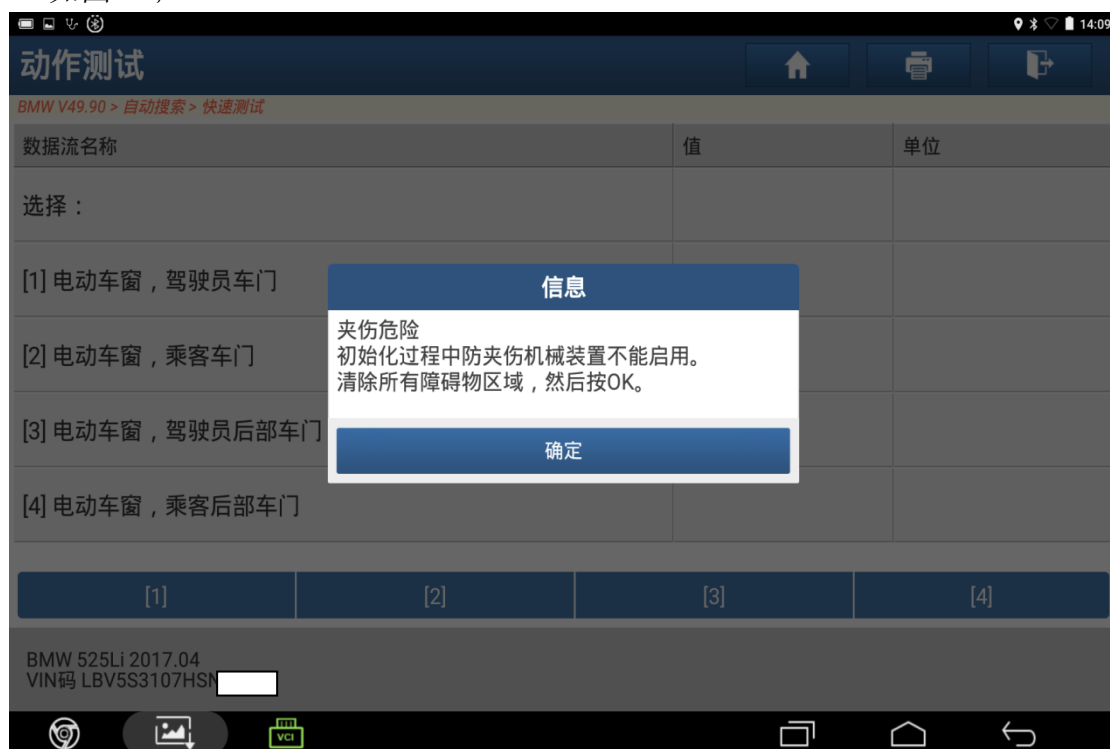 14:09
动作测试
BMW V49.90 > 自动搜索 > 快速测试
数据流名称 值 单位
选择：
[1] 电动车窗，驾驶员车门
[2] 电动车窗，乘客车门
[3] 电动车窗，驾驶员后部车门
[4] 电动车窗，乘客后部车门
信息
夹伤危险
初始化过程中防夹伤机械装置不能启用。
清除所有障碍物区域，然后按OK。
确定
[1] [2] [3] [4]
BMW 525Li 2017.04
VIN码 LBV5S3107HSN
VCI